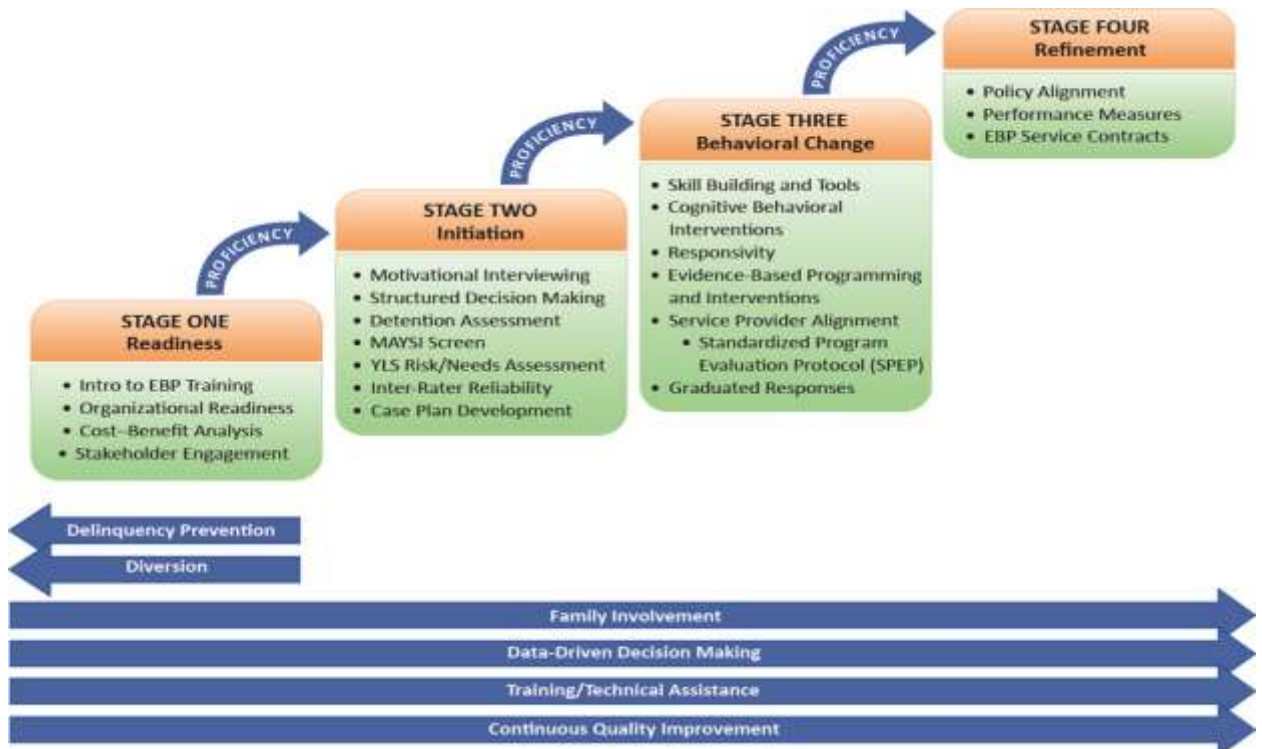 STAGE ONE
Readiness
• Intro to EBP Training
• Organizational Readiness
• Cost–Benefit Analysis
• Stakeholder Engagement
PROFICIENCY
STAGE TWO
Initiation
• Motivational Interviewing
• Structured Decision Making
• Detention Assessment
• MAYSI Screen
• YLS Risk/Needs Assessment
• Inter-Rater Reliability
• Case Plan Development
PROFICIENCY
STAGE THREE
Behavioral Change
• Skill Building and Tools
• Cognitive Behavioral
Interventions
• Responsivity
• Evidence-Based Programming
and Interventions
• Service Provider Alignment
• Standardized Program
Evaluation Protocol (SPEP)
• Graduated Responses
PROFICIENCY
STAGE FOUR
Refinement
• Policy Alignment
• Performance Measures
• EBP Service Contracts
Delinquency Prevention
Diversion
Family Involvement
Data-Driven Decision Making
Training/Technical Assistance
Continuous Quality Improvement